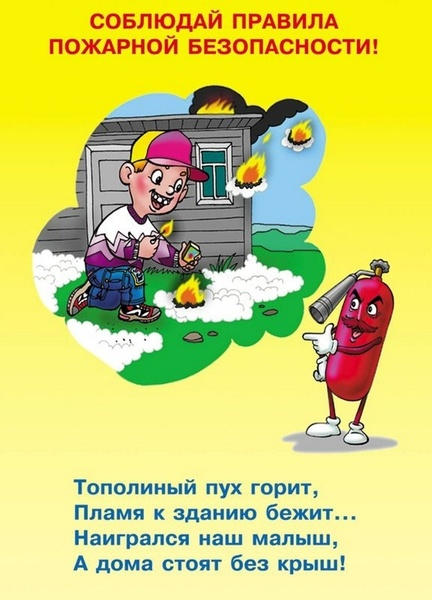 СОБЛЮДАЙ ПРАВИЛА
ПОЖАРНОЙ БЕЗОПАСНОСТИ!
Тополиный пух горит,
Пламя к зданию бежит...
Наигрался наш малыш,
А дома стоят без крыш!